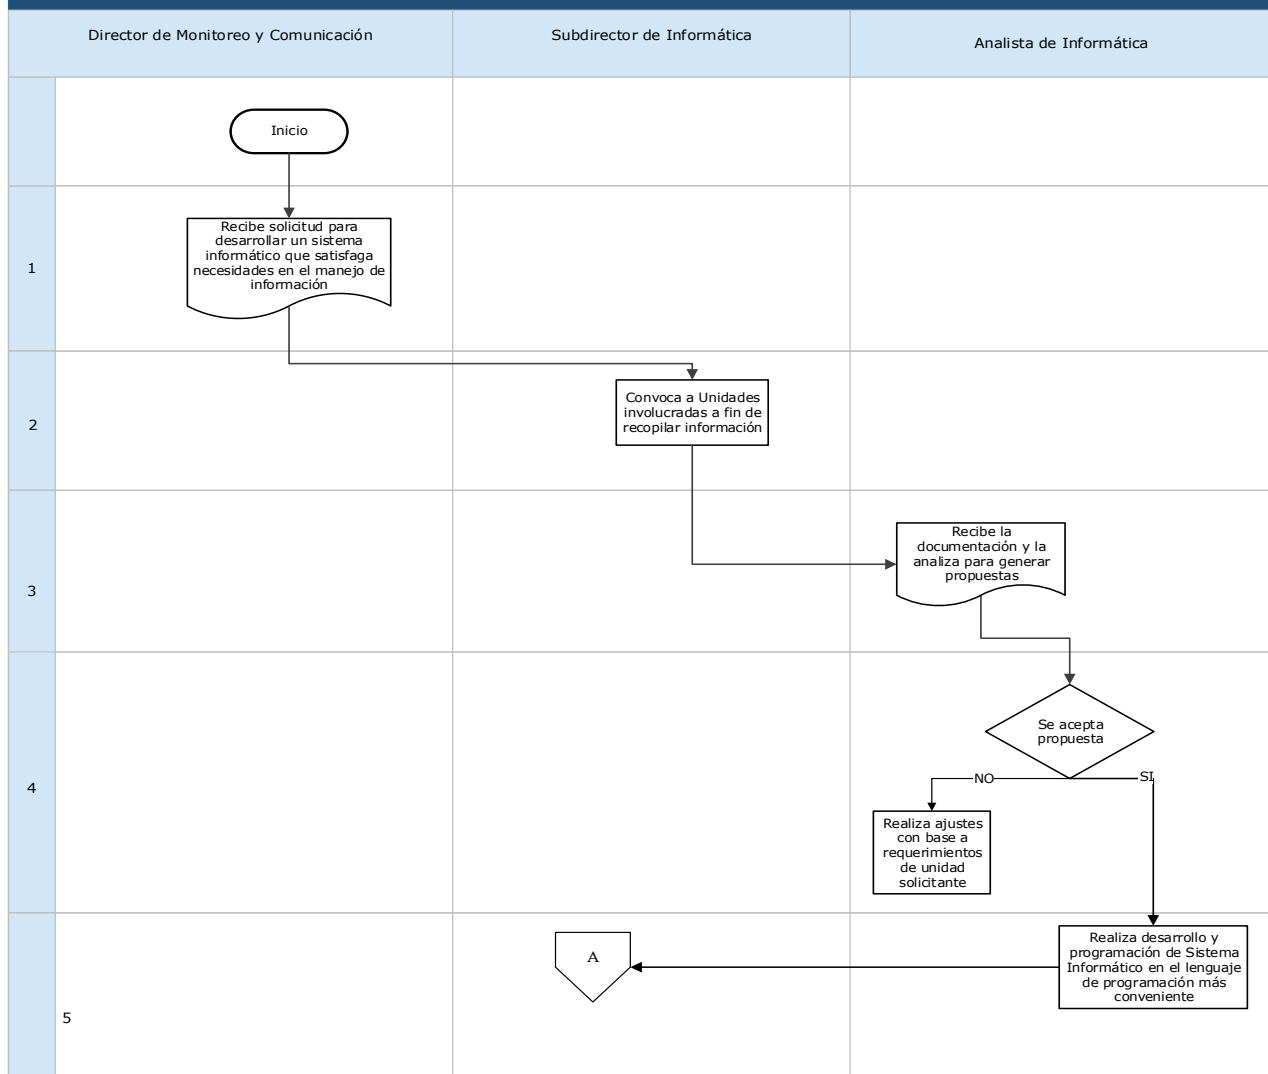 Director de Monitoreo y Comunicación
Subdirector de Informática
Analista de Informática
Inicio
1
Recibe solicitud para
desarrollar un sistema
informático que satisfaga
necesidades en el manejo de
información
2
Convoca a Unidades
involucradas a fin de
recopilar información
3
Recibe la
documentación y la
analiza para generar
propuestas
4
Se acepta
propuesta
NO
SI
Realiza ajustes
con base a
requerimientos
de unidad
solicitante
5
A
Realiza desarrollo y
programación de Sistema
Informático en el lenguaje
de programación más
conveniente